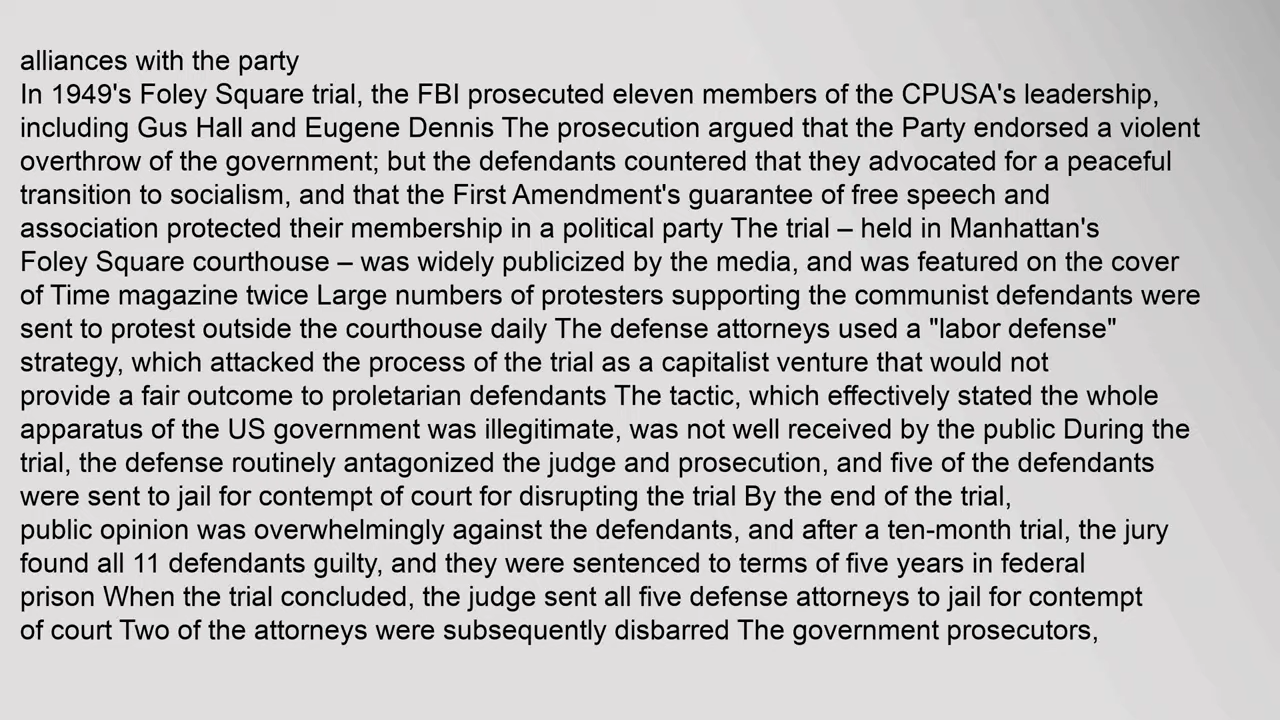 alliances with the party
In 1949's Foley Square trial, the FBI prosecuted eleven members of the CPUSA's leadership,
including Gus Hall and Eugene Dennis The prosecution argued that the Party endorsed a violent
overthrow of the government; but the defendants countered that they advocated for a peaceful
transition to socialism, and that the First Amendment's guarantee of free speech and
association protected their membership in a political party The trial – held in Manhattan's
Foley Square courthouse – was widely publicized by the media, and was featured on the cover
of Time magazine twice Large numbers of protesters supporting the communist defendants were
sent to protest outside the courthouse daily The defense attorneys used a "labor defense"
strategy, which attacked the process of the trial as a capitalist venture that would not
provide a fair outcome to proletarian defendants The tactic, which effectively stated the whole
apparatus of the US government was illegitimate, was not well received by the public During the
trial, the defense routinely antagonized the judge and prosecution, and five of the defendants
were sent to jail for contempt of court for disrupting the trial By the end of the trial,
public opinion was overwhelmingly against the defendants, and after a ten-month trial, the jury
found all 11 defendants guilty, and they were sentenced to terms of five years in federal
prison When the trial concluded, the judge sent all five defense attorneys to jail for contempt
of court Two of the attorneys were subsequently disbarred The government prosecutors,